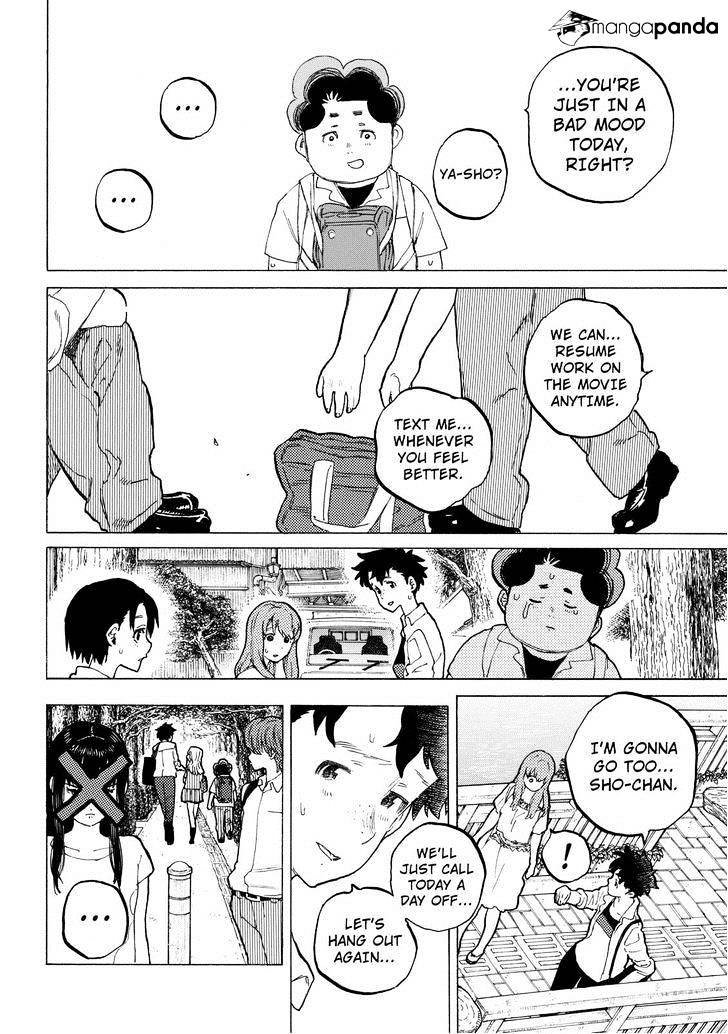 mangapanda
...YOU'RE
JUST IN A
BAD MOOD
TODAY,
RIGHT?
YA-SHO?
...
...
WE CAN...
RESUME
WORK ON
THE MOVIE
ANYTIME.
TEXT ME...
WHENEVER
YOU FEEL
BETTER.
I'M GONNA
GO TOO...
SHO-CHAN.
!
WE'LL
JUST CALL
TODAY A
DAY OFF...
LET'S
HANG OUT
AGAIN...
...